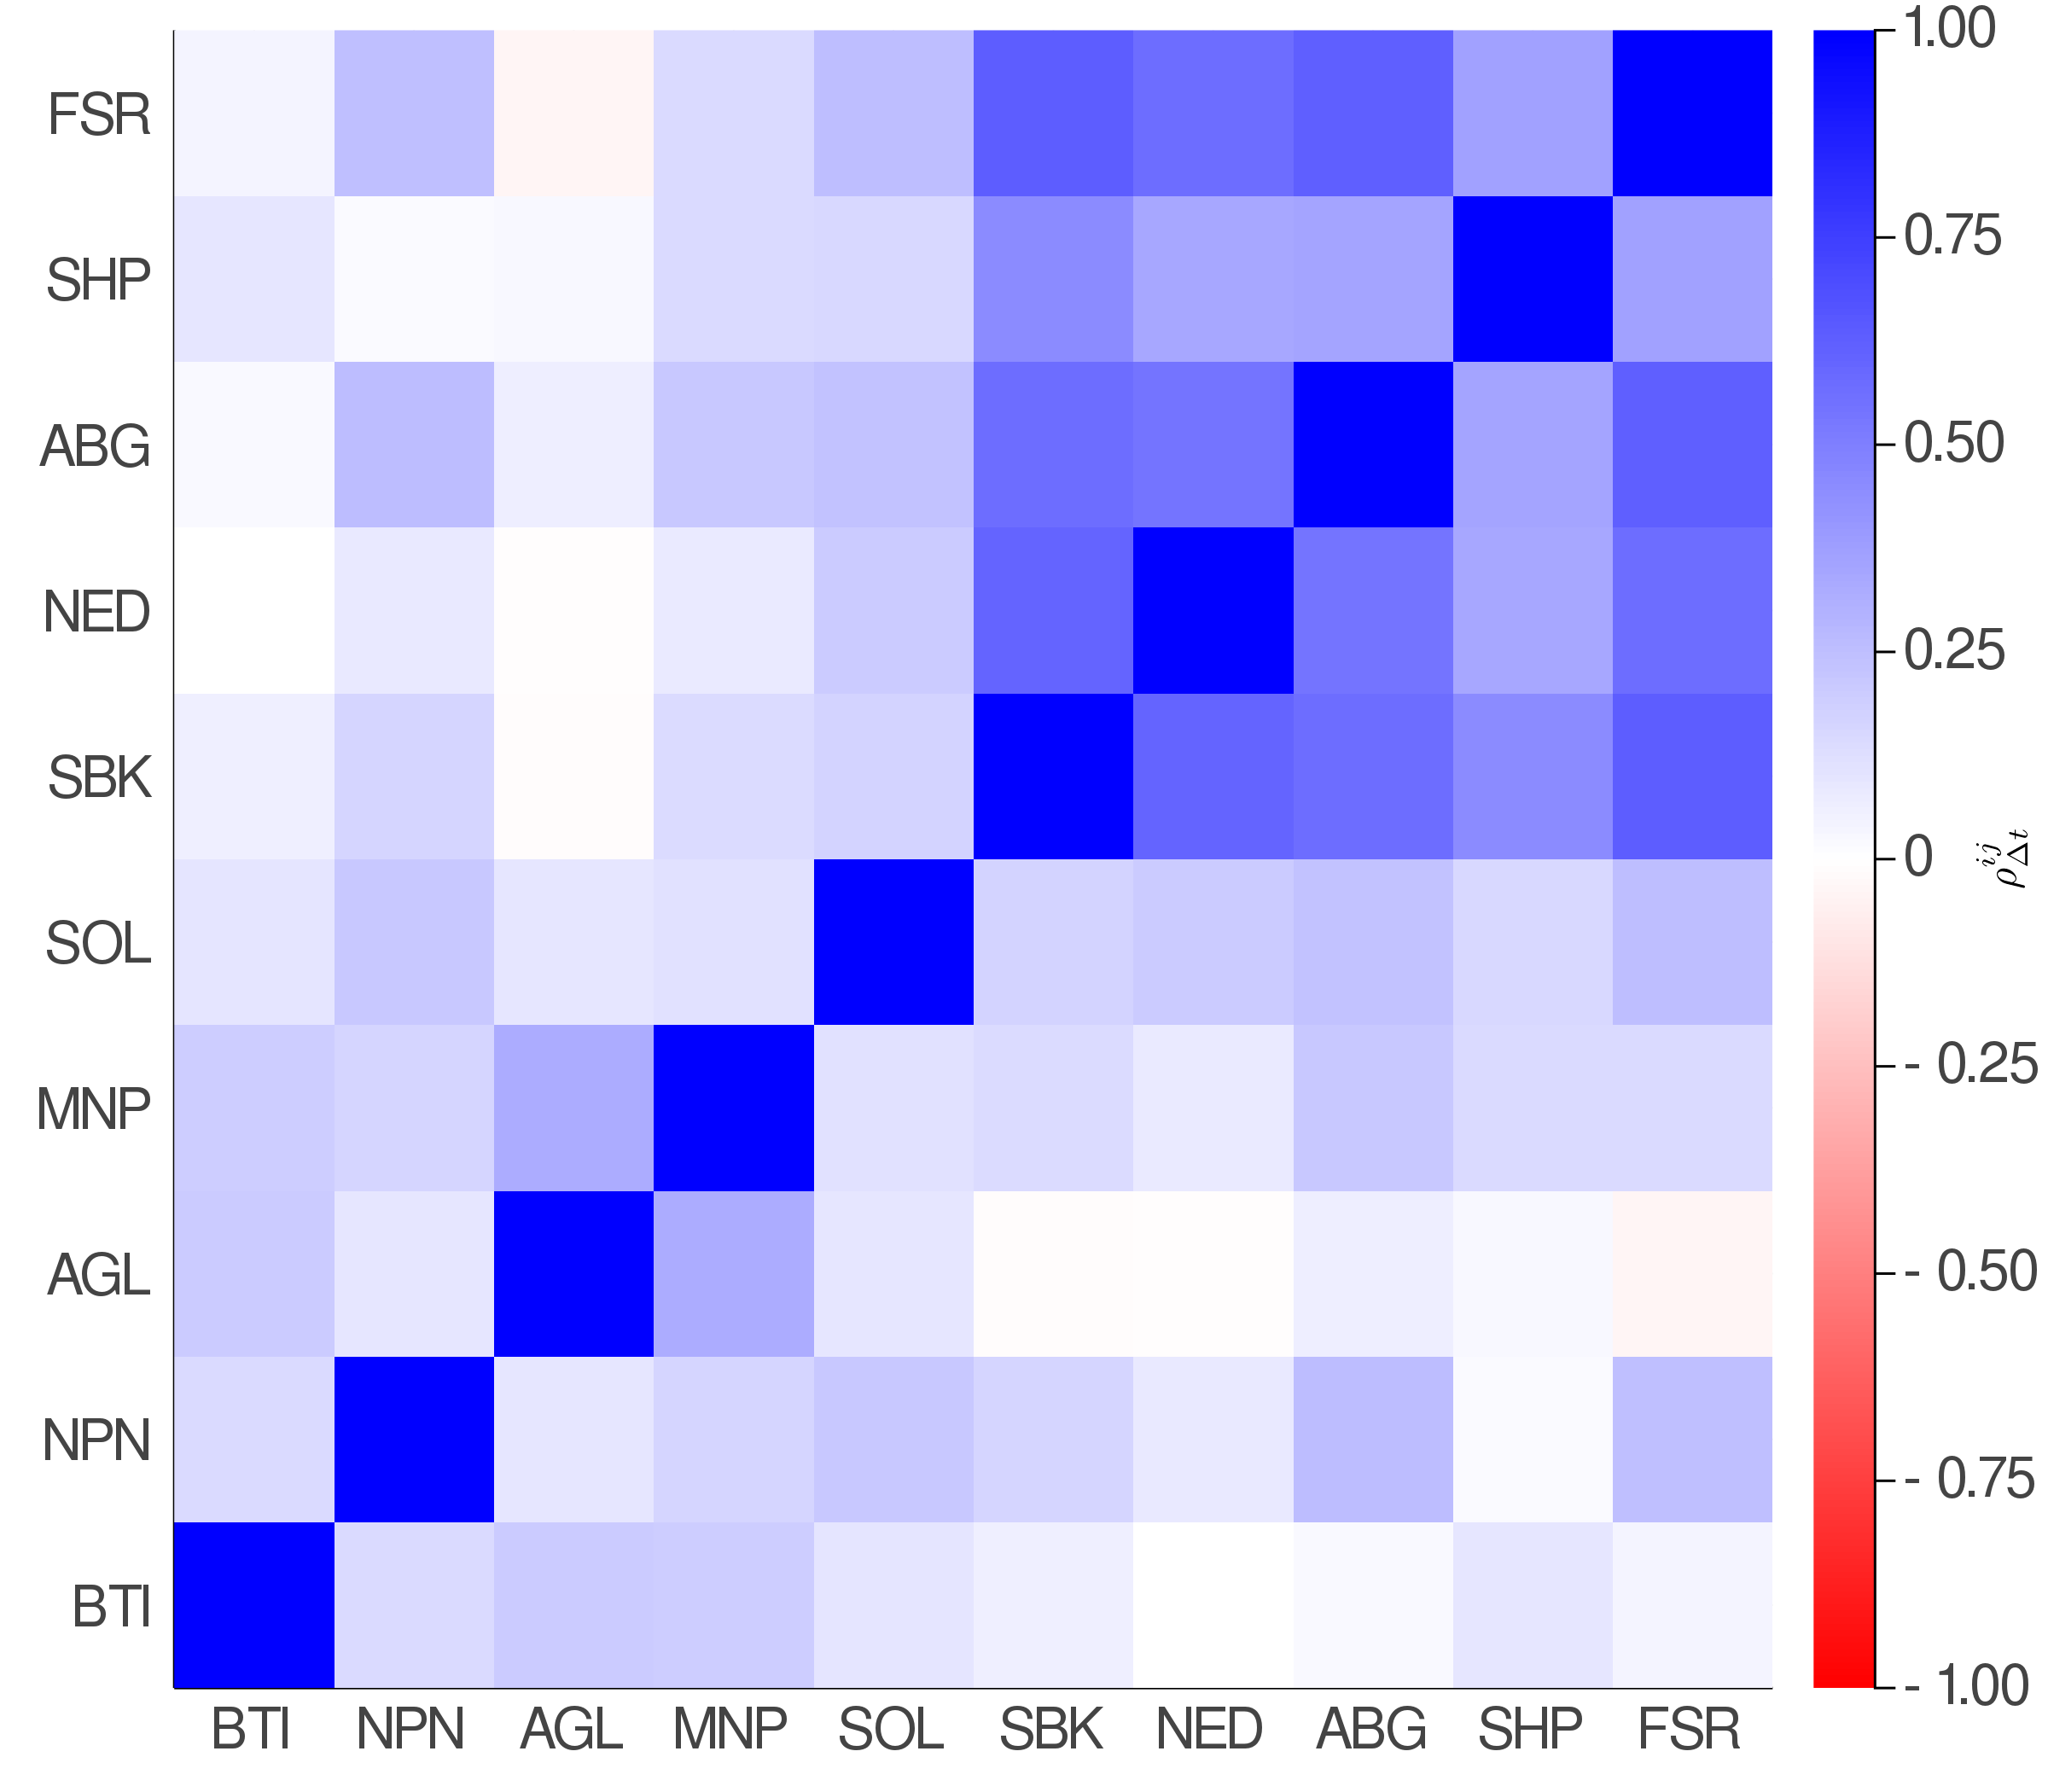 FSR
SHP
ABG
NED
SBK
SOL
MNP
AGL
NPN
BTI
BTI NPN AGL MNP SOL SBK NED ABG SHP FSR
1.00
0.75
0.50
0.25
0
- 0.25
- 0.50
- 0.75
- 1.00
ρ^{ij}_{Δt}